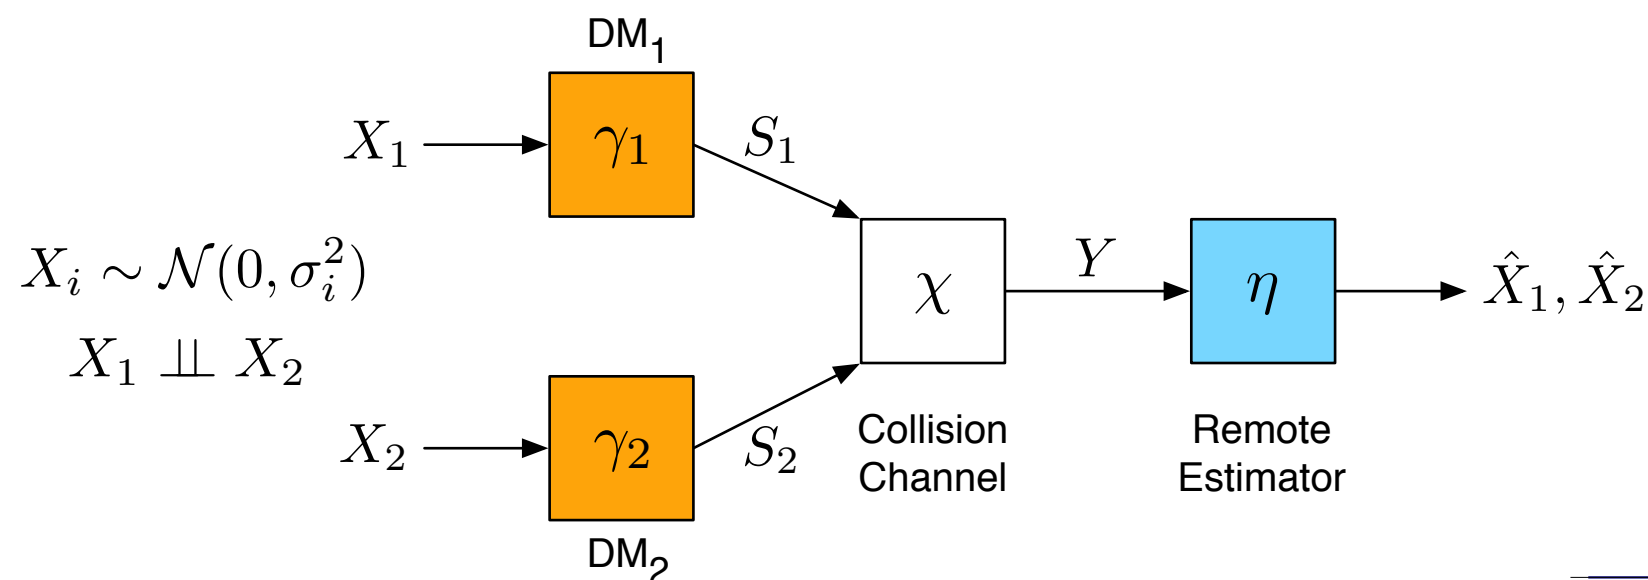 DM₁
X₁
γ₁
S₁
X_i ∼ 𝒩(0, σ_i²)
X₁ ⫫ X₂
χ
Y
η
X̂₁, X̂₂
X₂
γ₂
S₂
Collision
Channel
Remote
Estimator
DM₂